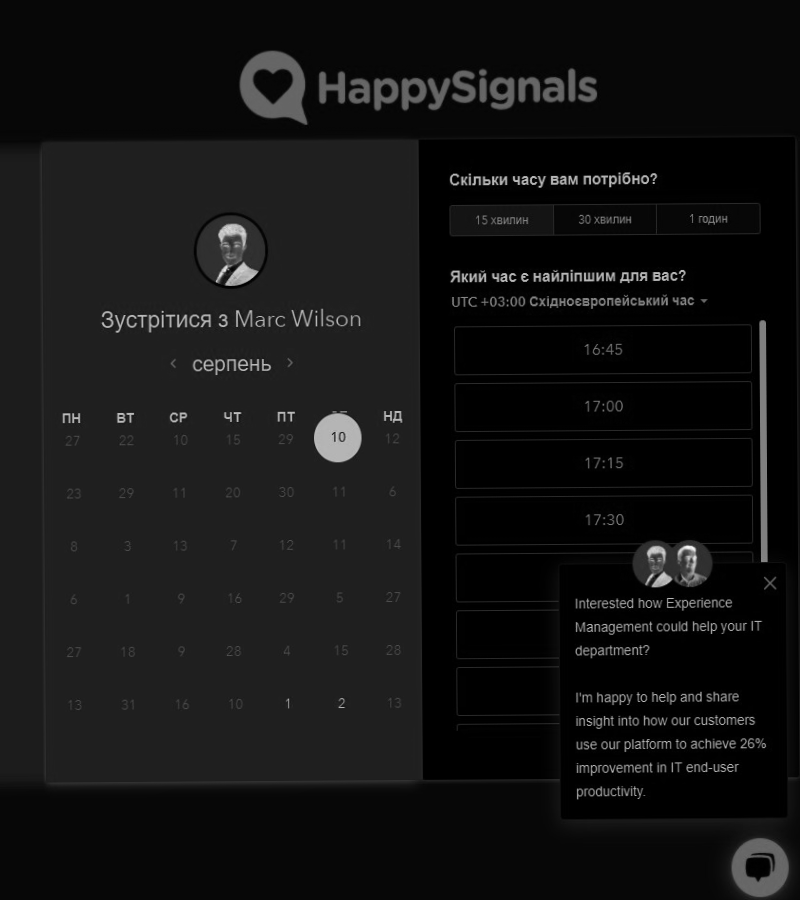 HappySignals
Зустрітися з Marc Wilson
серпень
ПН ВТ СР ЧТ ПТ НД
27 22 10 15 29 10 12
23 29 11 20 30 11 6
8 3 13 7 12 11 14
6 1 9 16 29 5 27
27 18 9 28 4 15 28
13 31 16 10 1 2 13
Скільки часу вам потрібно?
15 хвилин 30 хвилин 1 годин
Який час є найліпшим для вас?
UTC +03:00 Східноєвропейський час
16:45
17:00
17:15
17:30
Interested how Experience
Management could help your IT
department?
I'm happy to help and share
insight into how our customers
use our platform to achieve 26%
improvement in IT end-user
productivity.